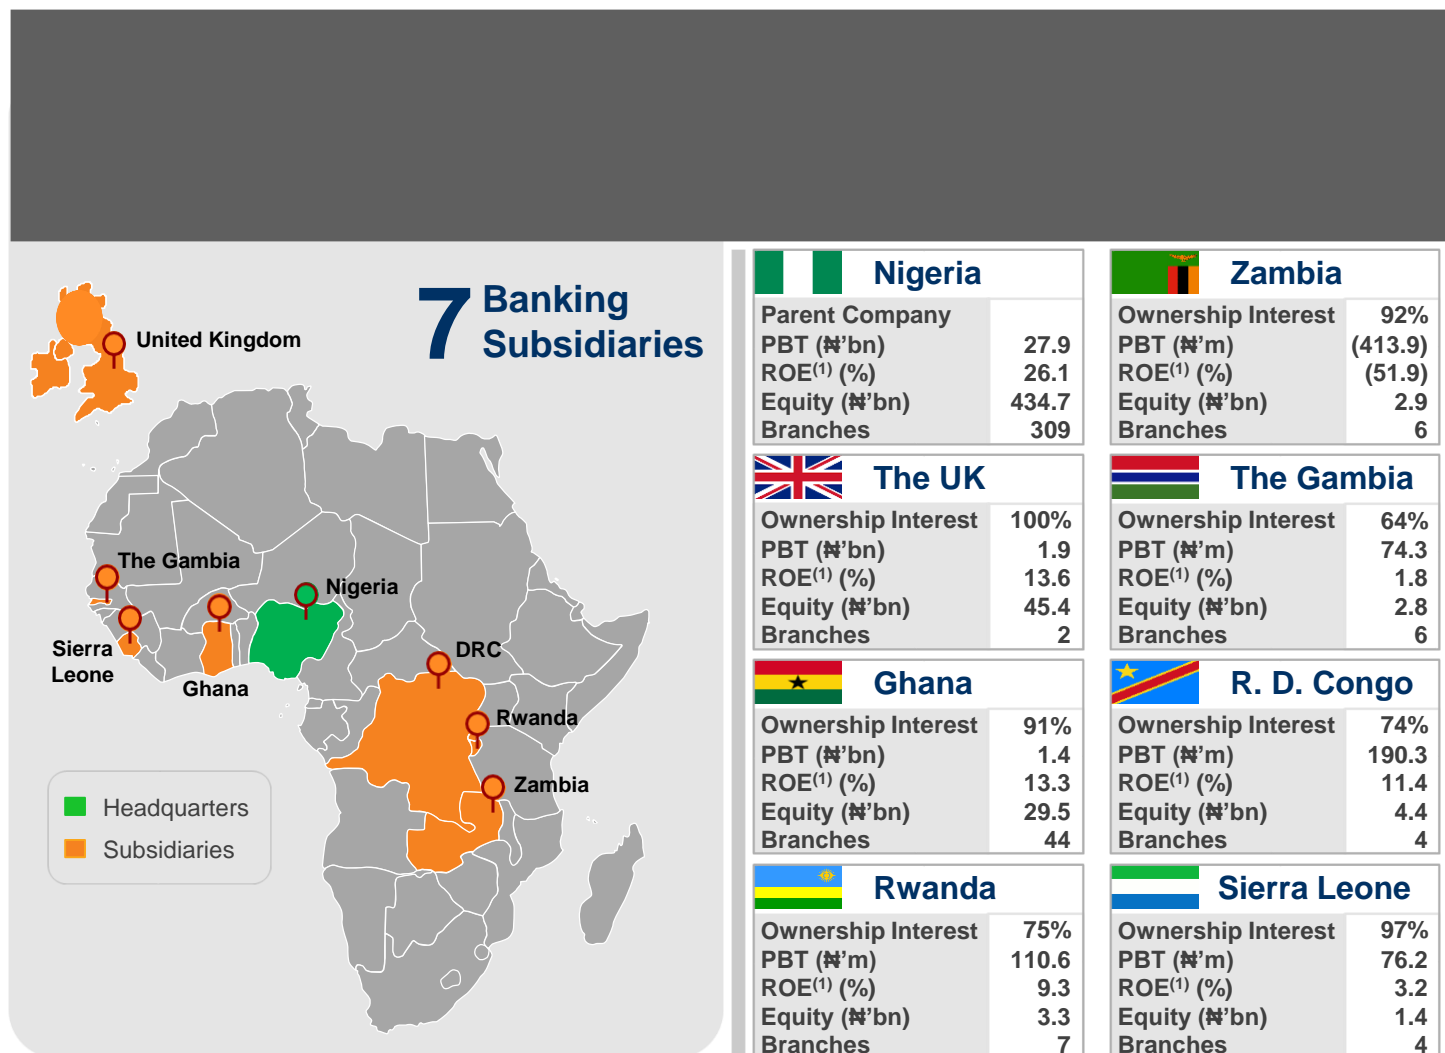 7 Banking
Subsidiaries
United Kingdom
The Gambia
Nigeria
Sierra
Leone
Ghana
DRC
Rwanda
Zambia
Headquarters
Subsidiaries
Nigeria
Parent Company
PBT (₦'bn) 27.9
ROE(1) (%) 26.1
Equity (₦'bn) 434.7
Branches 309
Zambia
Ownership Interest 92%
PBT (₦'m) (413.9)
ROE(1) (%) (51.9)
Equity (₦'bn) 2.9
Branches 6
The UK
Ownership Interest 100%
PBT (₦'bn) 1.9
ROE(1) (%) 13.6
Equity (₦'bn) 45.4
Branches 2
The Gambia
Ownership Interest 64%
PBT (₦'m) 74.3
ROE(1) (%) 1.8
Equity (₦'bn) 2.8
Branches 6
Ghana
Ownership Interest 91%
PBT (₦'bn) 1.4
ROE(1) (%) 13.3
Equity (₦'bn) 29.5
Branches 44
R. D. Congo
Ownership Interest 74%
PBT (₦'m) 190.3
ROE(1) (%) 11.4
Equity (₦'bn) 4.4
Branches 4
Rwanda
Ownership Interest 75%
PBT (₦'m) 110.6
ROE(1) (%) 9.3
Equity (₦'bn) 3.3
Branches 7
Sierra Leone
Ownership Interest 97%
PBT (₦'m) 76.2
ROE(1) (%) 3.2
Equity (₦'bn) 1.4
Branches 4